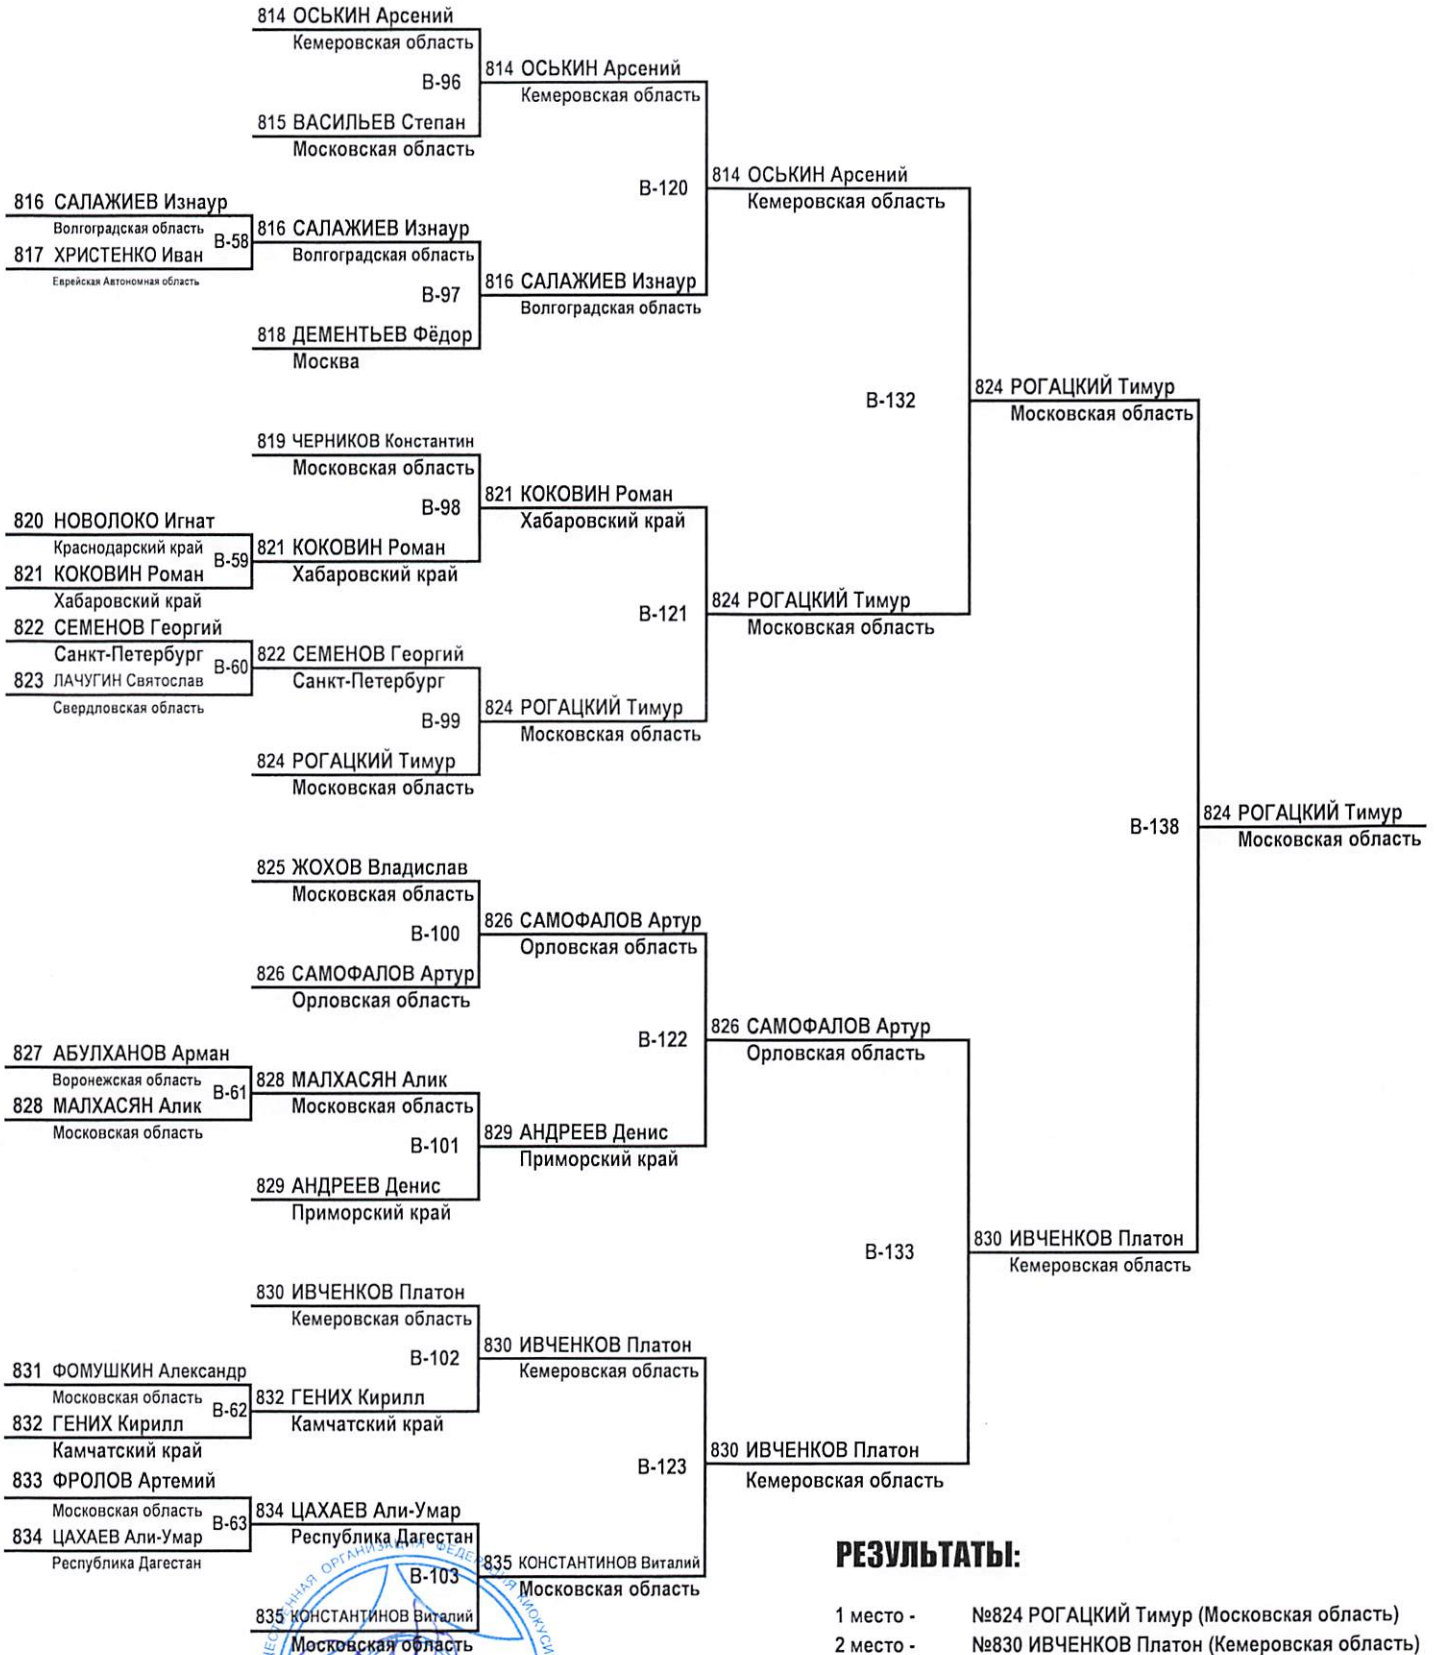 814 ОСЬКИН Арсений
Кемеровская область
B-96
814 ОСЬКИН Арсений
Кемеровская область
815 ВАСИЛЬЕВ Степан
Московская область
B-120
814 ОСЬКИН Арсений
Кемеровская область
816 САЛАЖИЕВ Изнаур
Волгоградская область
B-58
817 ХРИСТЕНКО Иван
Еврейская Автономная область
816 САЛАЖИЕВ Изнаур
Волгоградская область
B-97
816 САЛАЖИЕВ Изнаур
Волгоградская область
818 ДЕМЕНТЬЕВ Фёдор
Москва
B-132
824 РОГАЦКИЙ Тимур
Московская область
819 ЧЕРНИКОВ Константин
Московская область
B-98
821 КОКОВИН Роман
Хабаровский край
820 НОВОЛОКО Игнат
Краснодарский край
B-59
821 КОКОВИН Роман
Хабаровский край
821 КОКОВИН Роман
Хабаровский край
B-121
824 РОГАЦКИЙ Тимур
Московская область
822 СЕМЕНОВ Георгий
Санкт-Петербург
B-60
823 ЛАЧУГИН Святослав
Свердловская область
822 СЕМЕНОВ Георгий
Санкт-Петербург
B-99
824 РОГАЦКИЙ Тимур
Московская область
824 РОГАЦКИЙ Тимур
Московская область
B-138
824 РОГАЦКИЙ Тимур
Московская область
825 ЖОХОВ Владислав
Московская область
B-100
826 САМОФАЛОВ Артур
Орловская область
826 САМОФАЛОВ Артур
Орловская область
B-122
826 САМОФАЛОВ Артур
Орловская область
827 АБУЛХАНОВ Арман
Воронежская область
B-61
828 МАЛХАСЯН Алик
Московская область
828 МАЛХАСЯН Алик
Московская область
B-101
829 АНДРЕЕВ Денис
Приморский край
829 АНДРЕЕВ Денис
Приморский край
B-133
830 ИВЧЕНКОВ Платон
Кемеровская область
830 ИВЧЕНКОВ Платон
Кемеровская область
B-102
830 ИВЧЕНКОВ Платон
Кемеровская область
831 ФОМУШКИН Александр
Московская область
B-62
832 ГЕНИХ Кирилл
Камчатский край
832 ГЕНИХ Кирилл
Камчатский край
B-123
830 ИВЧЕНКОВ Платон
Кемеровская область
833 ФРОЛОВ Артемий
Московская область
B-63
834 ЦАХАЕВ Али-Умар
Республика Дагестан
834 ЦАХАЕВ Али-Умар
Республика Дагестан
B-103
835 КОНСТАНТИНОВ Виталий
Московская область
835 КОНСТАНТИНОВ Виталий
Московская область
РЕЗУЛЬТАТЫ:
1 место - №824 РОГАЦКИЙ Тимур (Московская область)
2 место - №830 ИВЧЕНКОВ Платон (Кемеровская область)
ОРГАНИЗАЦИЯ